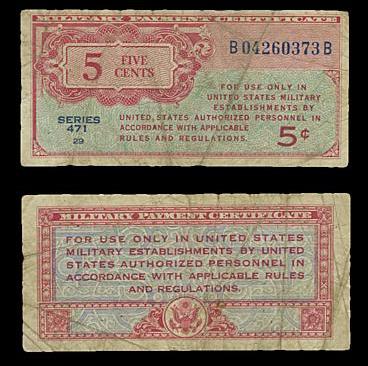 MILITARY PAYMENT CERTIFICATE
B04260373B
5 FIVE
CENTS
FOR USE ONLY IN
UNITED STATES MILITARY
ESTABLISHMENTS BY
UNITED STATES AUTHORIZED PERSONNEL IN
ACCORDANCE WITH APPLICABLE
RULES AND REGULATIONS.
5¢
SERIES
471
29
MILITARY PAYMENT CERTIFICATE
FOR USE ONLY IN UNITED STATES
MILITARY ESTABLISHMENTS BY UNITED
STATES AUTHORIZED PERSONNEL IN
ACCORDANCE WITH APPLICABLE RULES
AND REGULATIONS.